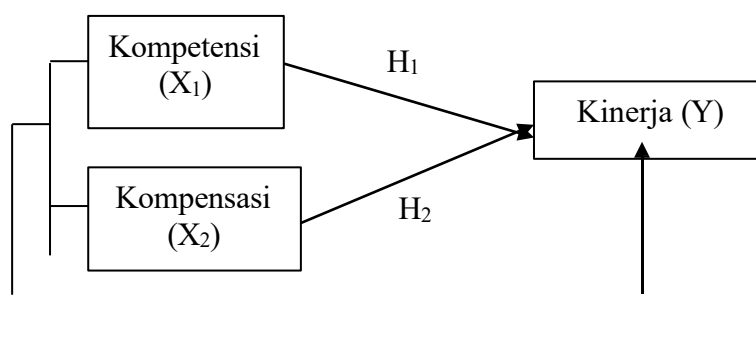 Kompetensi
(X₁)
H₁
Kinerja (Y)
Kompensasi
(X₂)
H₂